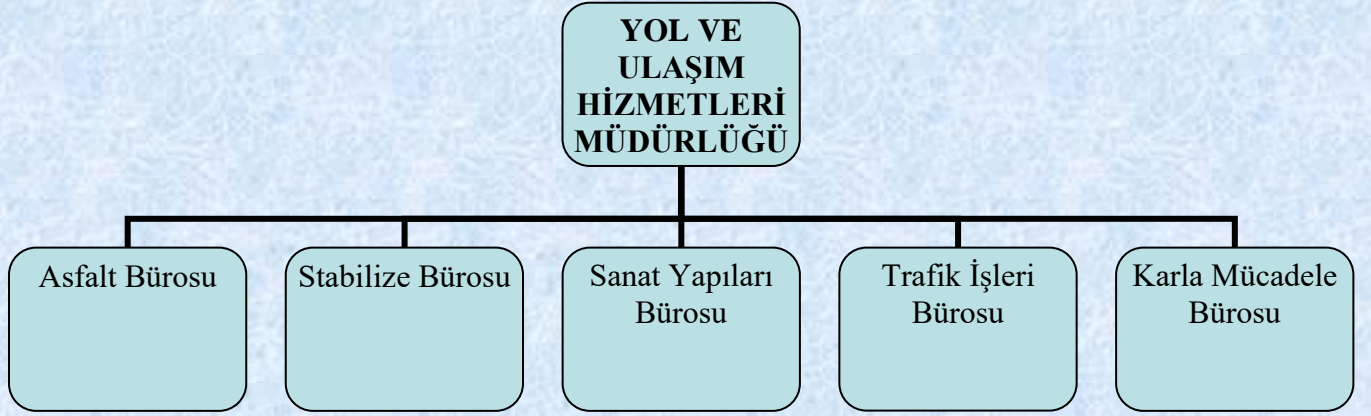 YOL VE
ULAŞIM
HİZMETLERİ
MÜDÜRLÜĞÜ
Asfalt Bürosu
Stabilize Bürosu
Sanat Yapıları
Bürosu
Trafik İşleri
Bürosu
Karla Mücadele
Bürosu